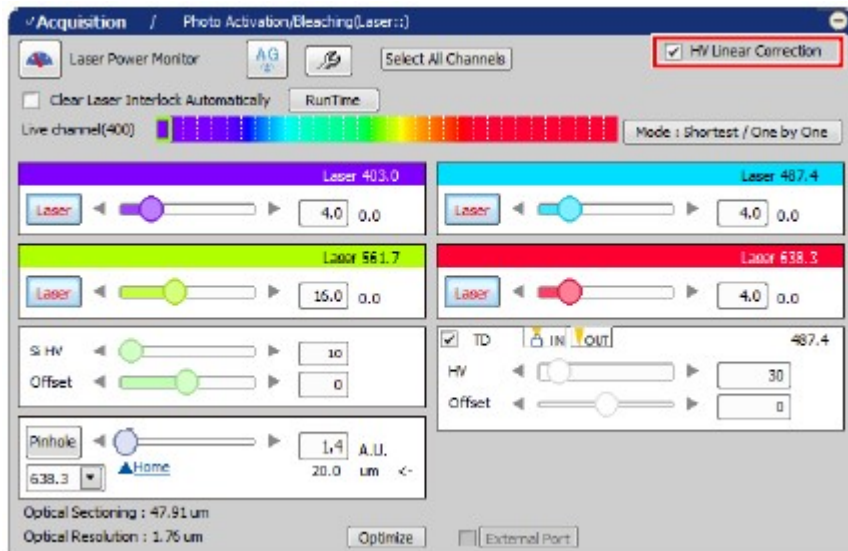 Acquisition / Photo Activation/Bleaching(Laser::)
Laser Power Monitor AG Select All Channels HV Linear Correction
Clear Laser Interlock Automatically RunTime
Live channel(400) Mode : Shortest / One by One
Laser 403.0
Laser 4.0 0.0
Laser 487.4
Laser 4.0 0.0
Laser 561.7
Laser 16.0 0.0
Laser 638.3
Laser 4.0 0.0
Si HV 10
Offset 0
TD IN OUT 487.4
HV 30
Offset 0
Pinhole 1.4 A.U.
638.3 Home 20.0 um <-
Optical Sectioning : 47.91 um
Optical Resolution : 1.76 um Optimize External Port